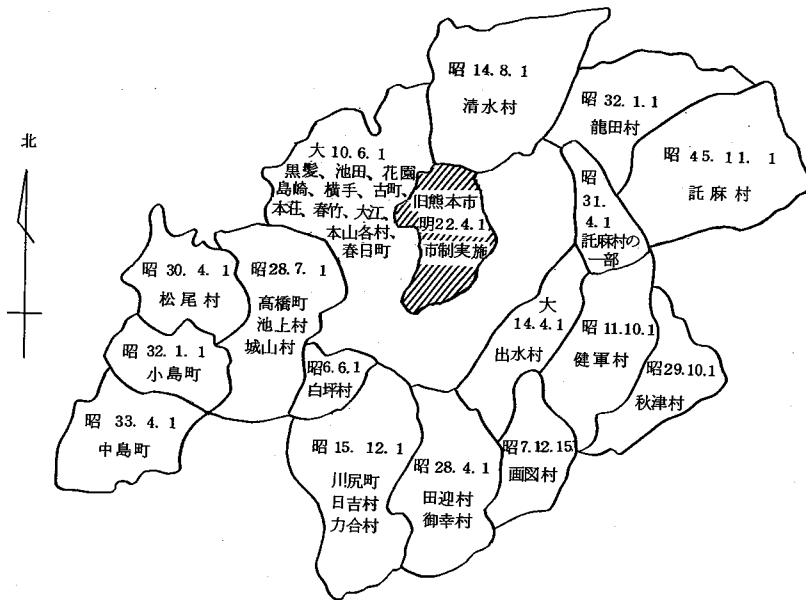 北
昭 14.8.1
清水村
昭 32.1.1
龍田村
昭 45.11.1
託麻村
大 10.6.1
黒髪、池田、花園
島崎、横手、古町、
本荘、春竹、大江、
本山各村、
春日町
旧熊本市
明22.4.1
市制実施
昭
31.
4.1
託麻村の
一部
昭 30.4.1
松尾村
昭28.7.1
高橋町
池上村
城山村
昭 32.1.1
小島町
昭 33.4.1
中島町
昭6.6.1
白坪村
大
14.4.1
出水村
昭 11.10.1
健軍村
昭29.10.1
秋津村
昭 15.12.1
川尻町
日吉村
力合村
昭 28.4.1
田迎村
御幸村
昭7.12.15
画図村